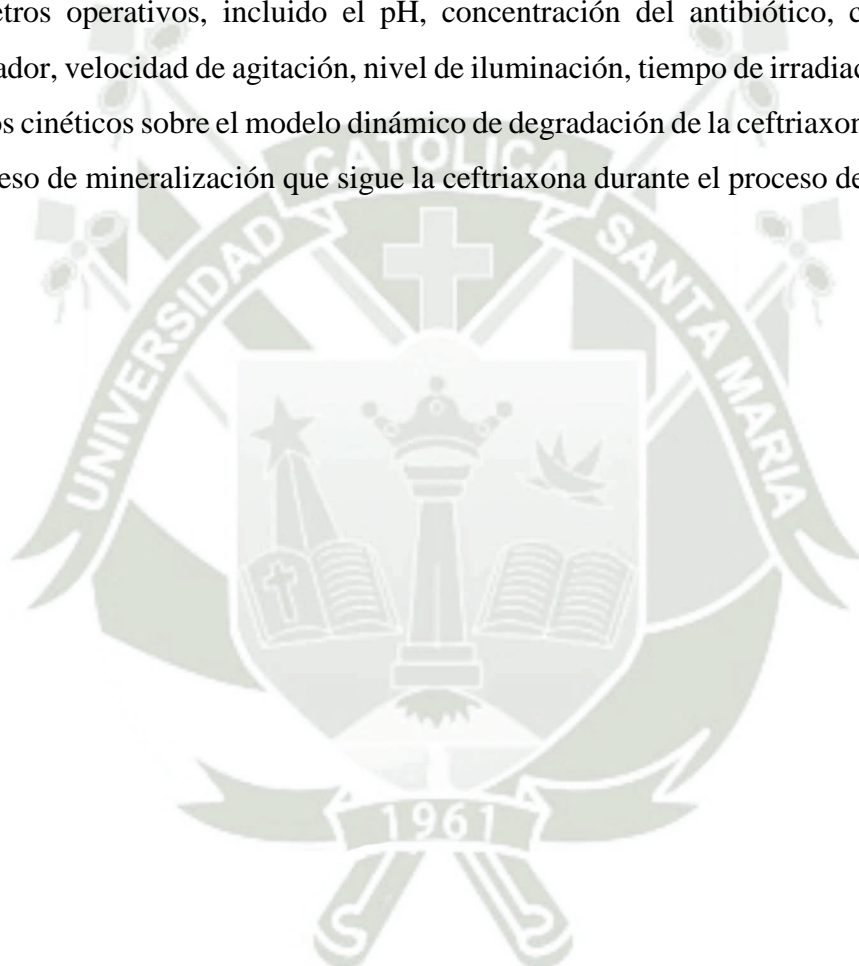 etros operativos, incluido el pH, concentración del antibiótico, c
ador, velocidad de agitación, nivel de iluminación, tiempo de irradiac
os cinéticos sobre el modelo dinámico de degradación de la ceftriaxon
eso de mineralización que sigue la ceftriaxona durante el proceso de
CATOLICA
UNIVERSIDAD
SANTA MARIA
1961